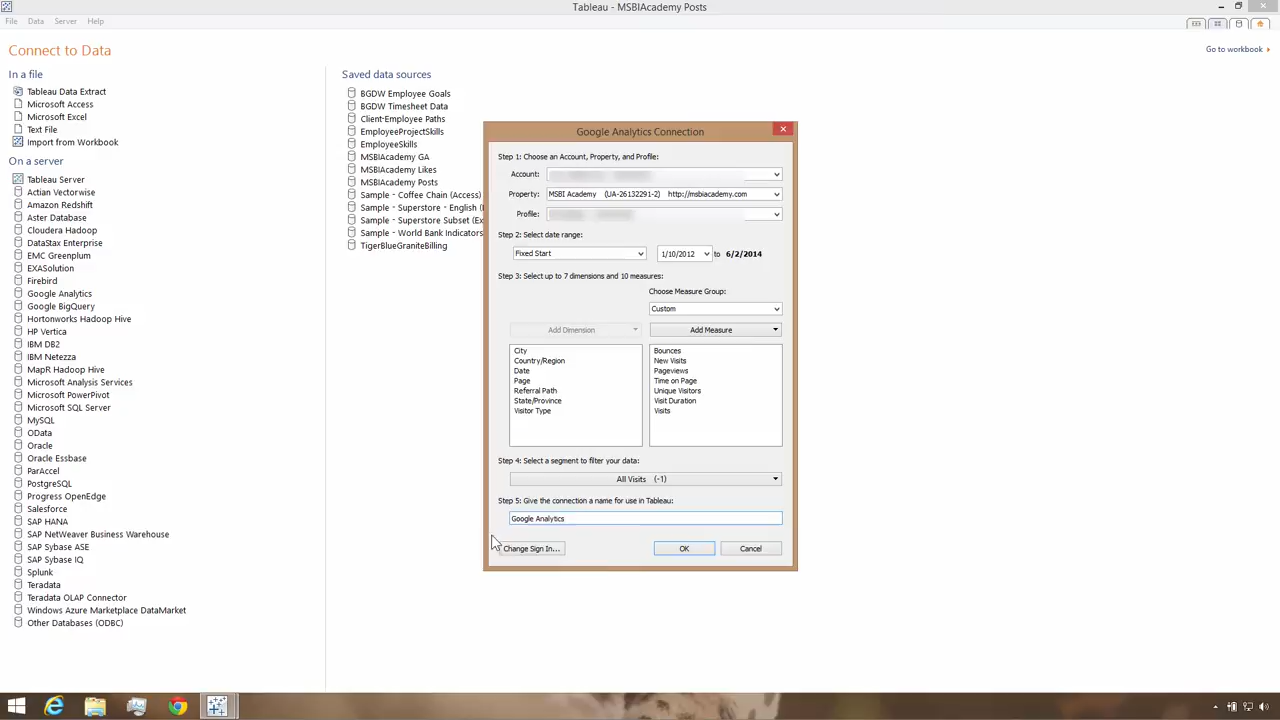 Tableau - MSBIAcademy Posts
File Data Server Help
Connect to Data
Go to workbook
In a file
Tableau Data Extract
Microsoft Access
Microsoft Excel
Text File
Import from Workbook
On a server
Tableau Server
Actian Vectorwise
Amazon Redshift
Aster Database
Cloudera Hadoop
DataStax Enterprise
EMC Greenplum
EXASolution
Firebird
Google Analytics
Google BigQuery
Hortonworks Hadoop Hive
HP Vertica
IBM DB2
IBM Netezza
MapR Hadoop Hive
Microsoft Analysis Services
Microsoft PowerPivot
Microsoft SQL Server
MySQL
OData
Oracle
Oracle Essbase
ParAccel
PostgreSQL
Progress OpenEdge
Salesforce
SAP HANA
SAP NetWeaver Business Warehouse
SAP Sybase ASE
SAP Sybase IQ
Splunk
Teradata
Teradata OLAP Connector
Windows Azure Marketplace DataMarket
Other Databases (ODBC)
Saved data sources
BGDW Employee Goals
BGDW Timesheet Data
Client-Employee Paths
EmployeeProjectSkills
EmployeeSkills
MSBIAcademy GA
MSBIAcademy Likes
MSBIAcademy Posts
Sample - Coffee Chain (Access)
Sample - Superstore - English (
Sample - Superstore Subset (Ex
Sample - World Bank Indicators
TigerBlueGraniteBilling
Google Analytics Connection
Step 1: Choose an Account, Property, and Profile:
Account:
Property: MSBI Academy (UA-26132291-2) http://msbiacademy.com
Profile:
Step 2: Select date range:
Fixed Start 1/10/2012 to 6/2/2014
Step 3: Select up to 7 dimensions and 10 measures:
Choose Measure Group:
Custom
Add Dimension Add Measure
City
Country/Region
Date
Page
Referral Path
State/Province
Visitor Type
Bounces
New Visits
Pageviews
Time on Page
Unique Visitors
Visit Duration
Visits
Step 4: Select a segment to filter your data:
All Visits (-1)
Step 5: Give the connection a name for use in Tableau:
Google Analytics
Change Sign In... OK Cancel